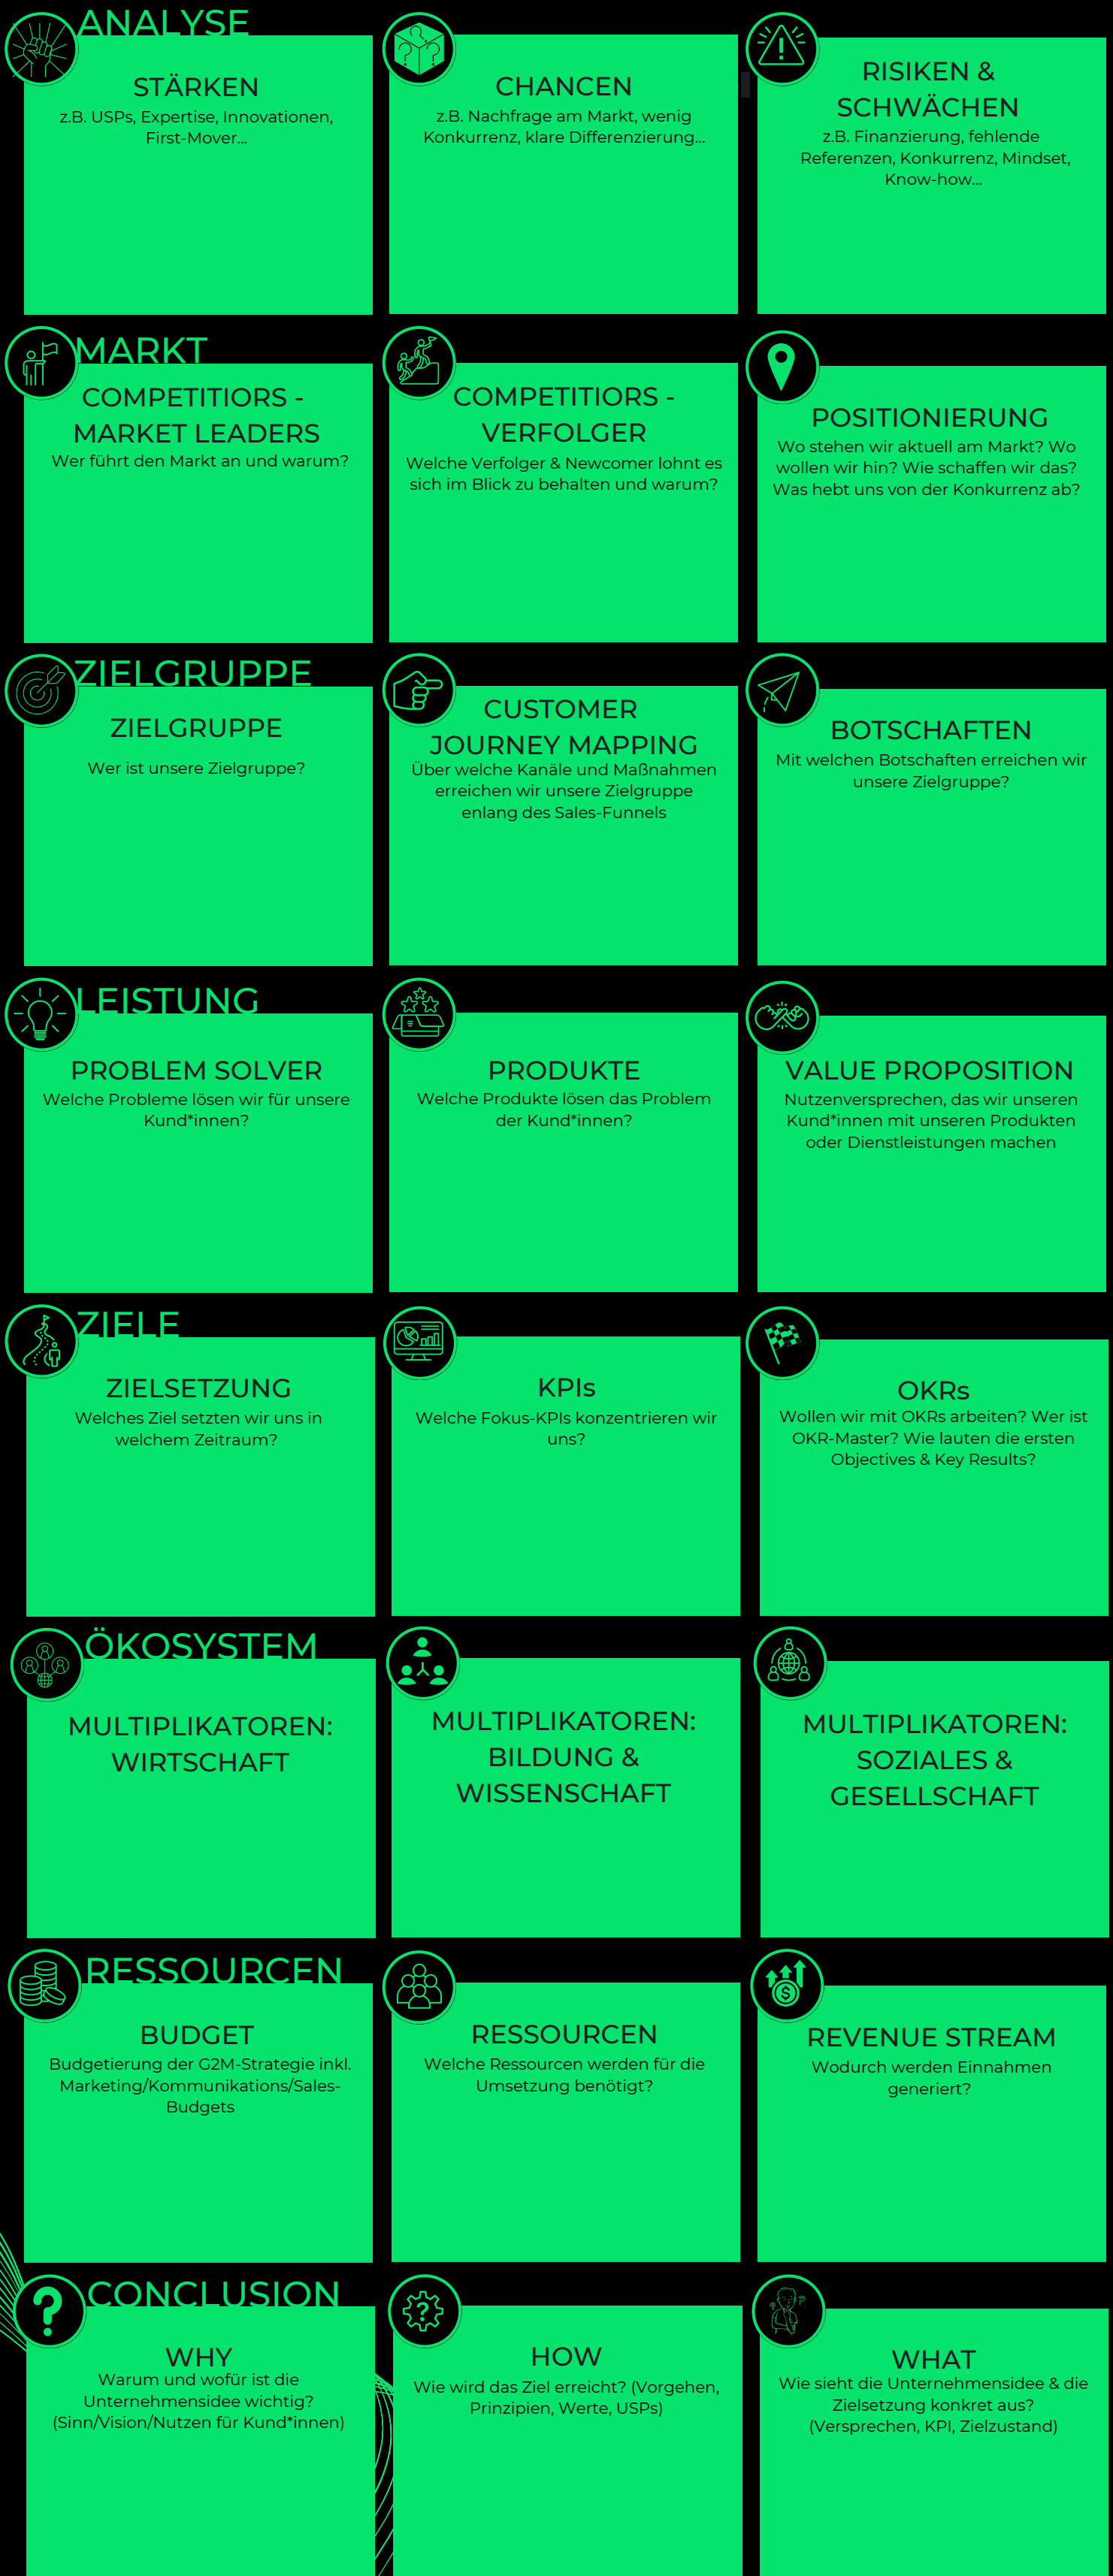 ANALYSE
STÄRKEN
z.B. USPs, Expertise, Innovationen,
First-Mover...
CHANCEN
z.B. Nachfrage am Markt, wenig
Konkurrenz, klare Differenzierung...
RISIKEN &
SCHWÄCHEN
z.B. Finanzierung, fehlende
Referenzen, Konkurrenz, Mindset,
Know-how...
MARKT
COMPETITIORS -
MARKET LEADERS
Wer führt den Markt an und warum?
COMPETITIORS -
VERFOLGER
Welche Verfolger & Newcomer lohnt es
sich im Blick zu behalten und warum?
POSITIONIERUNG
Wo stehen wir aktuell am Markt? Wo
wollen wir hin? Wie schaffen wir das?
Was hebt uns von der Konkurrenz ab?
ZIELGRUPPE
ZIELGRUPPE
Wer ist unsere Zielgruppe?
CUSTOMER
JOURNEY MAPPING
Über welche Kanäle und Maßnahmen
erreichen wir unsere Zielgruppe
enlang des Sales-Funnels
BOTSCHAFTEN
Mit welchen Botschaften erreichen wir
unsere Zielgruppe?
LEISTUNG
PROBLEM SOLVER
Welche Probleme lösen wir für unsere
Kund*innen?
PRODUKTE
Welche Produkte lösen das Problem
der Kund*innen?
VALUE PROPOSITION
Nutzenversprechen, das wir unseren
Kund*innen mit unseren Produkten
oder Dienstleistungen machen
ZIELE
ZIELSETZUNG
Welches Ziel setzten wir uns in
welchem Zeitraum?
KPIs
Welche Fokus-KPIs konzentrieren wir
uns?
OKRs
Wollen wir mit OKRs arbeiten? Wer ist
OKR-Master? Wie lauten die ersten
Objectives & Key Results?
ÖKOSYSTEM
MULTIPLIKATOREN:
WIRTSCHAFT
MULTIPLIKATOREN:
BILDUNG &
WISSENSCHAFT
MULTIPLIKATOREN:
SOZIALES &
GESELLSCHAFT
RESSOURCEN
BUDGET
Budgetierung der G2M-Strategie inkl.
Marketing/Kommunikations/Sales-
Budgets
RESSOURCEN
Welche Ressourcen werden für die
Umsetzung benötigt?
REVENUE STREAM
Wodurch werden Einnahmen
generiert?
CONCLUSION
WHY
Warum und wofür ist die
Unternehmensidee wichtig?
(Sinn/Vision/Nutzen für Kund*innen)
HOW
Wie wird das Ziel erreicht? (Vorgehen,
Prinzipien, Werte, USPs)
WHAT
Wie sieht die Unternehmensidee & die
Zielsetzung konkret aus?
(Versprechen, KPI, Zielzustand)